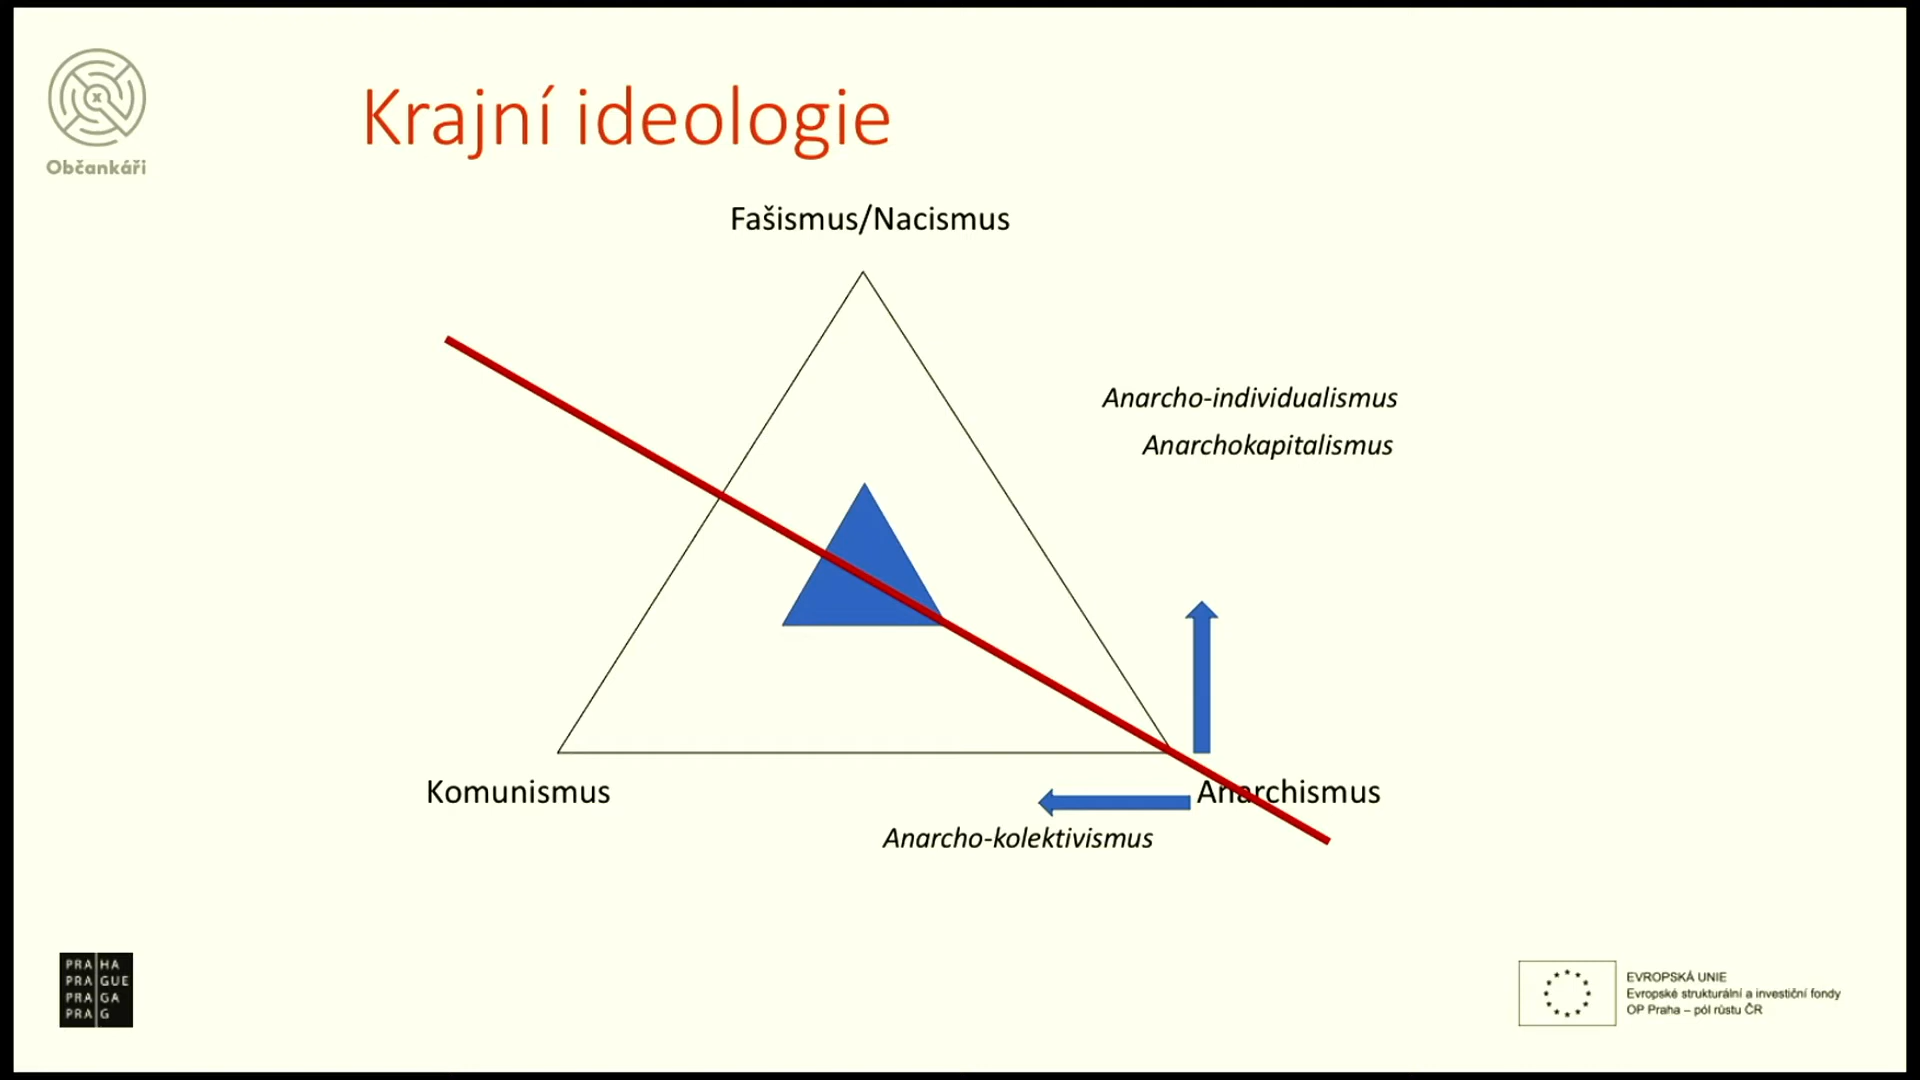 Občankáři
Krajní ideologie
Fašismus/Nacismus
Anarcho-individualismus
Anarchokapitalismus
Komunismus
Anarchismus
Anarcho-kolektivismus
PRA HA
PRA GUE
PRA GA
PRA G
EVROPSKÁ UNIE
Evropské strukturální a investiční fondy
OP Praha – pól růstu ČR